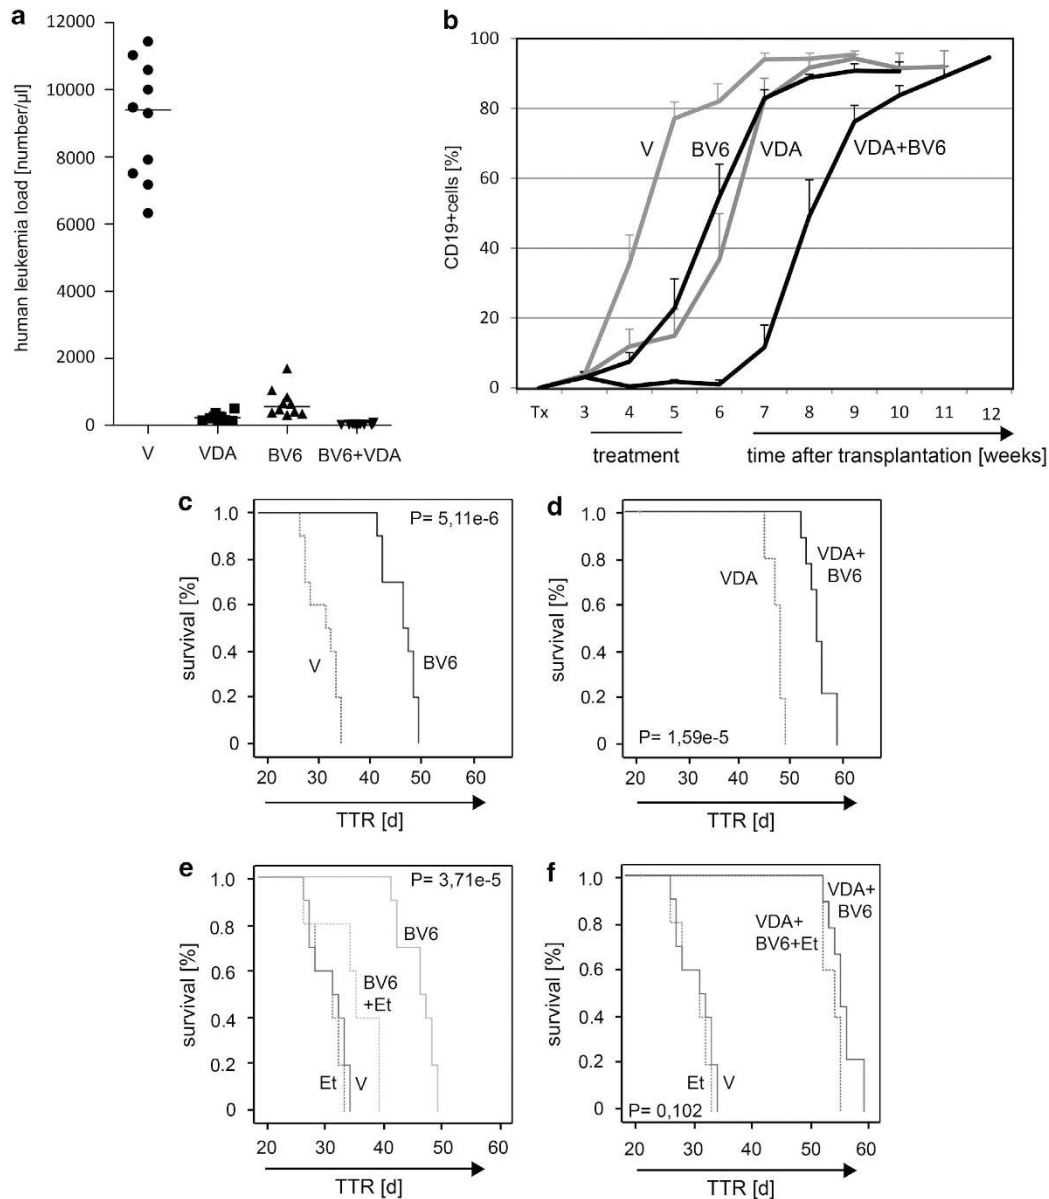 a
human leukemia load [number/µl]
12000
10000
8000
6000
4000
2000
0
V VDA BV6 BV6+VDA
b
CD19+cells [%]
100
80
60
40
20
0
V BV6 VDA VDA+BV6
Tx 3 4 5 6 7 8 9 10 11 12
treatment time after transplantation [weeks]
c
P= 5,11e-6
survival [%]
1.0
0.8
0.6
0.4
0.2
0
V
BV6
20 30 40 50 60
TTR [d]
d
survival [%]
1.0
0.8
0.6
0.4
0.2
0
VDA
VDA+
BV6
P= 1,59e-5
20 30 40 50 60
TTR [d]
e
P= 3,71e-5
survival [%]
1.0
0.8
0.6
0.4
0.2
0
BV6
BV6
+Et
Et V
20 30 40 50 60
TTR [d]
f
survival [%]
1.0
0.8
0.6
0.4
0.2
0
VDA+
BV6
VDA+
BV6+Et
Et V
P= 0,102
20 30 40 50 60
TTR [d]